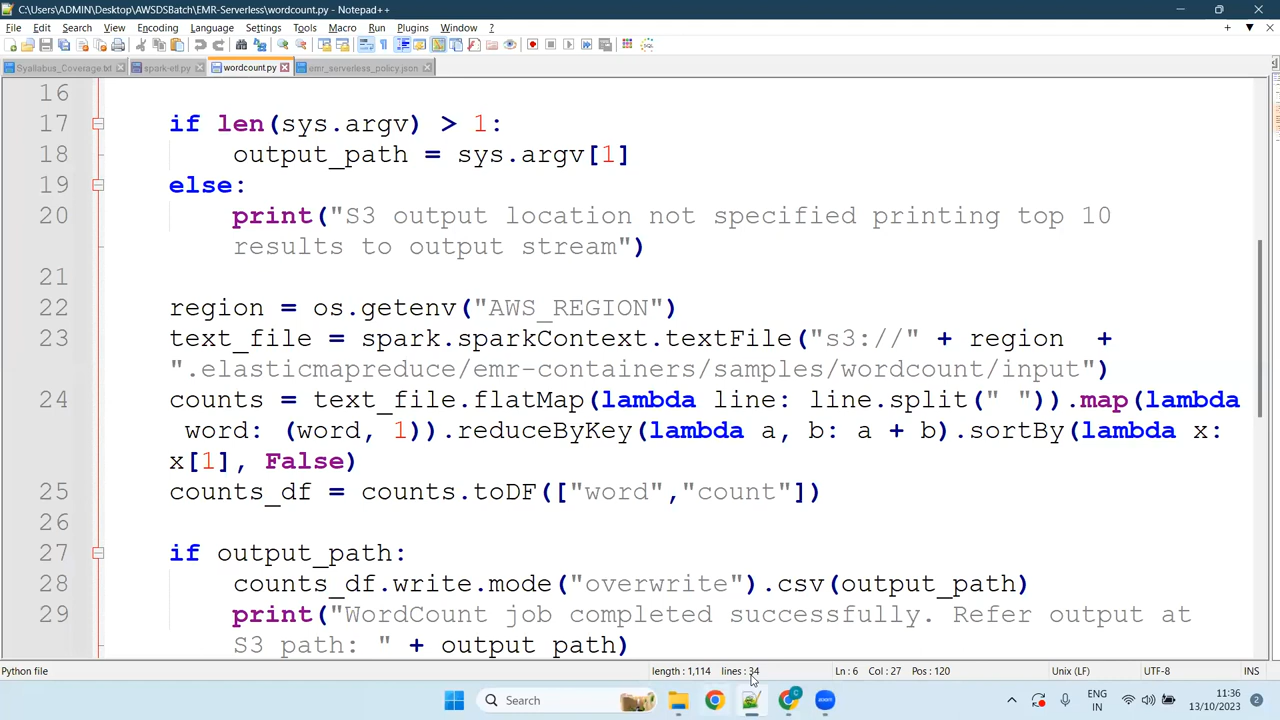 C:\Users\ADMIN\Desktop\AWSDSBatch\EMR-Serverless\wordcount.py - Notepad++
File Edit Search View Encoding Language Settings Tools Macro Run Plugins Window ?
Syallabus_Coverage.txt spark-etl.py wordcount.py emr_serverless_policy.json
16
17 if len(sys.argv) > 1:
18 output_path = sys.argv[1]
19 else:
20 print("S3 output location not specified printing top 10
results to output stream")
21
22 region = os.getenv("AWS_REGION")
23 text_file = spark.sparkContext.textFile("s3://" + region +
".elasticmapreduce/emr-containers/samples/wordcount/input")
24 counts = text_file.flatMap(lambda line: line.split(" ")).map(lambda
word: (word, 1)).reduceByKey(lambda a, b: a + b).sortBy(lambda x:
x[1], False)
25 counts_df = counts.toDF(["word","count"])
26
27 if output_path:
28 counts_df.write.mode("overwrite").csv(output_path)
29 print("WordCount job completed successfully. Refer output at
S3 path: " + output_path)
Python file length : 1,114 lines : 34 Ln : 6 Col : 27 Pos : 120 Unix (LF) UTF-8 INS
Search
zoom
ENG
IN
11:36
13/10/2023
2